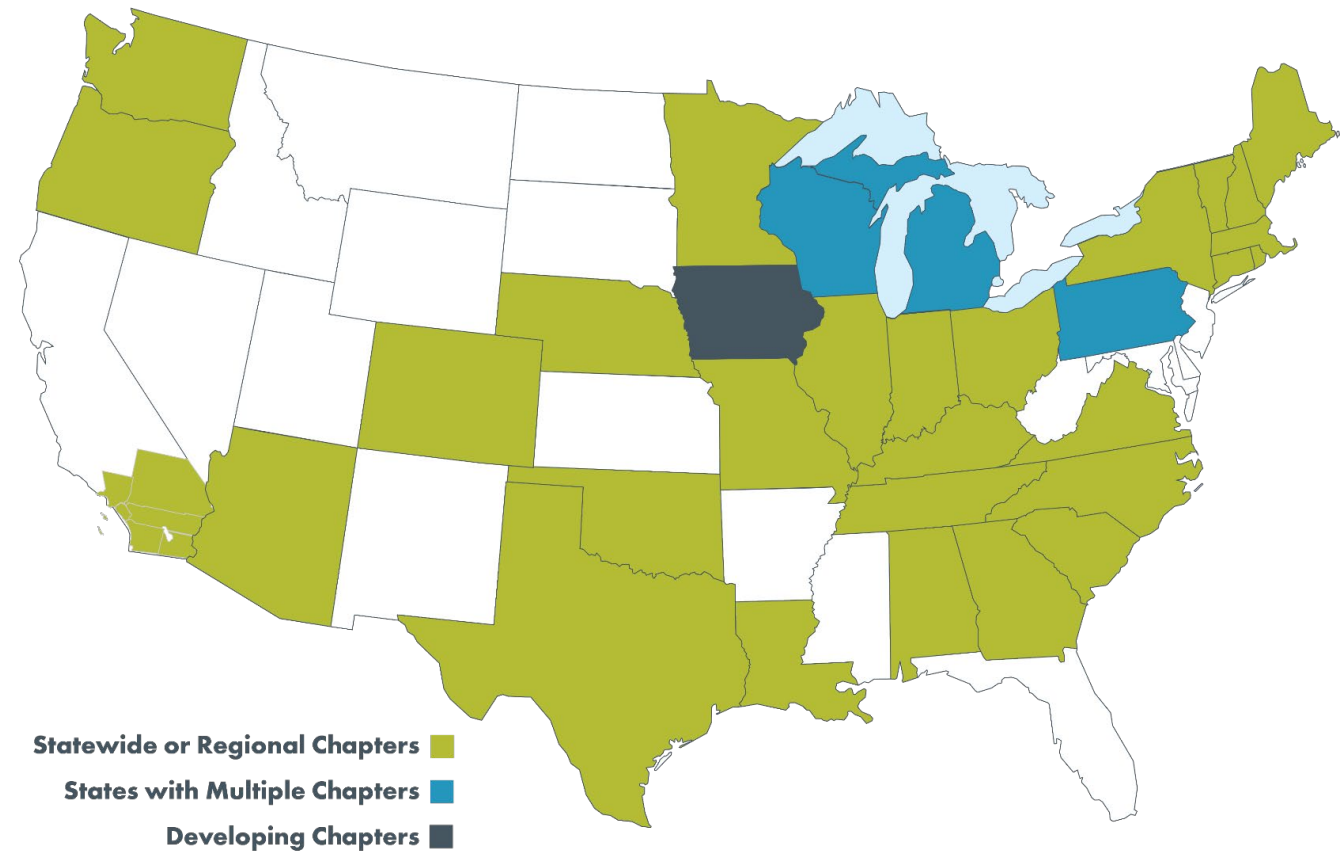 Statewide or Regional Chapters
States with Multiple Chapters
Developing Chapters